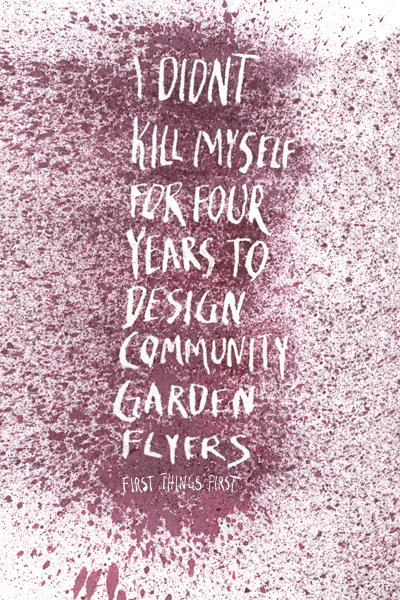 I DIDNT
KILL MYSELF
FOR FOUR
YEARS TO
DESIGN
COMMUNITY
GARDEN
FLYERS
FIRST THINGS FIRST